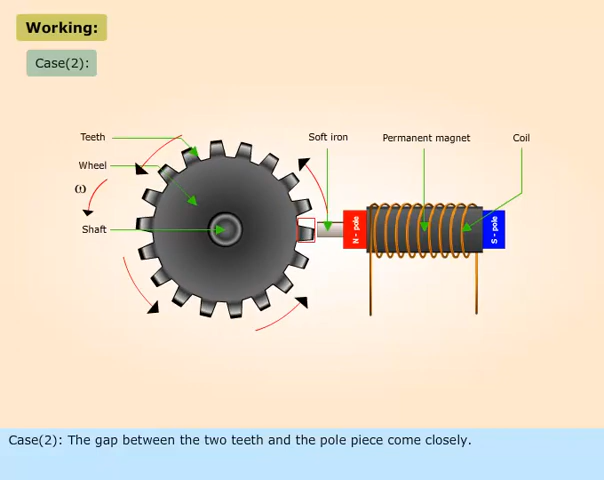 Working:
Case(2):
Teeth
Soft iron
Permanent magnet
Coil
Wheel
ω
Shaft
N - pole
S - pole
Case(2): The gap between the two teeth and the pole piece come closely.